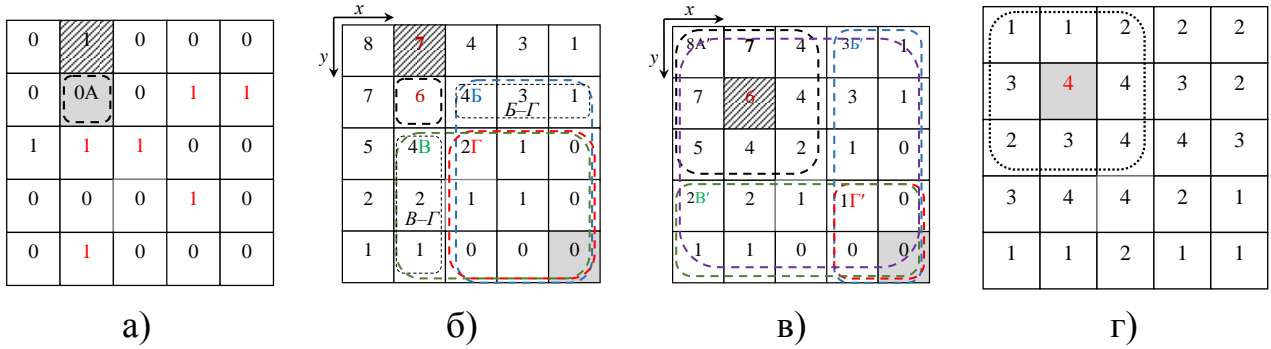 0 1 0 0 0
0 0А 0 1 1
1 1 1 0 0
0 0 0 1 0
0 1 0 0 0
а)
x
y
8 7 4 3 1
7 6 4Б 3 1
Б–Г
5 4В 2Г 1 0
2 2 1 1 0
В–Г
1 1 0 0 0
б)
x
y
8А′ 7 4 3Б′ 1
7 6 4 3 1
5 4 2 1 0
2В′ 2 1 1Г′ 0
1 1 0 0 0
в)
1 1 2 2 2
3 4 4 3 2
2 3 4 4 3
3 4 4 2 1
1 1 2 1 1
г)